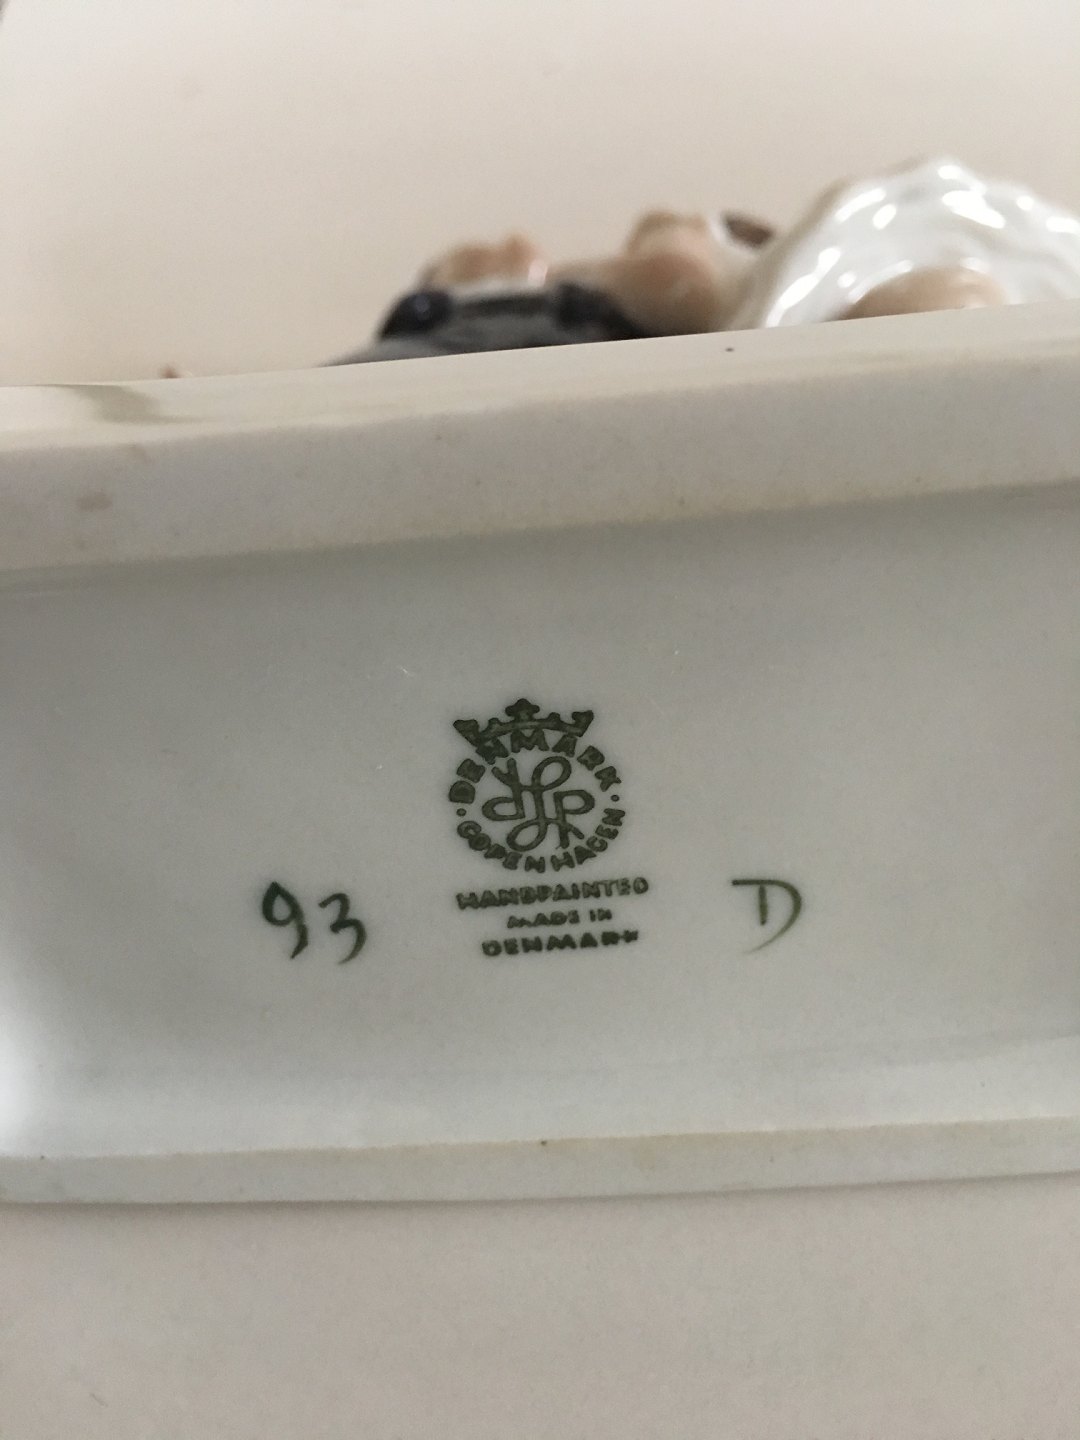 DENMARK
COPENHAGEN
HANDPAINTED
MADE IN
DENMARK
93
D